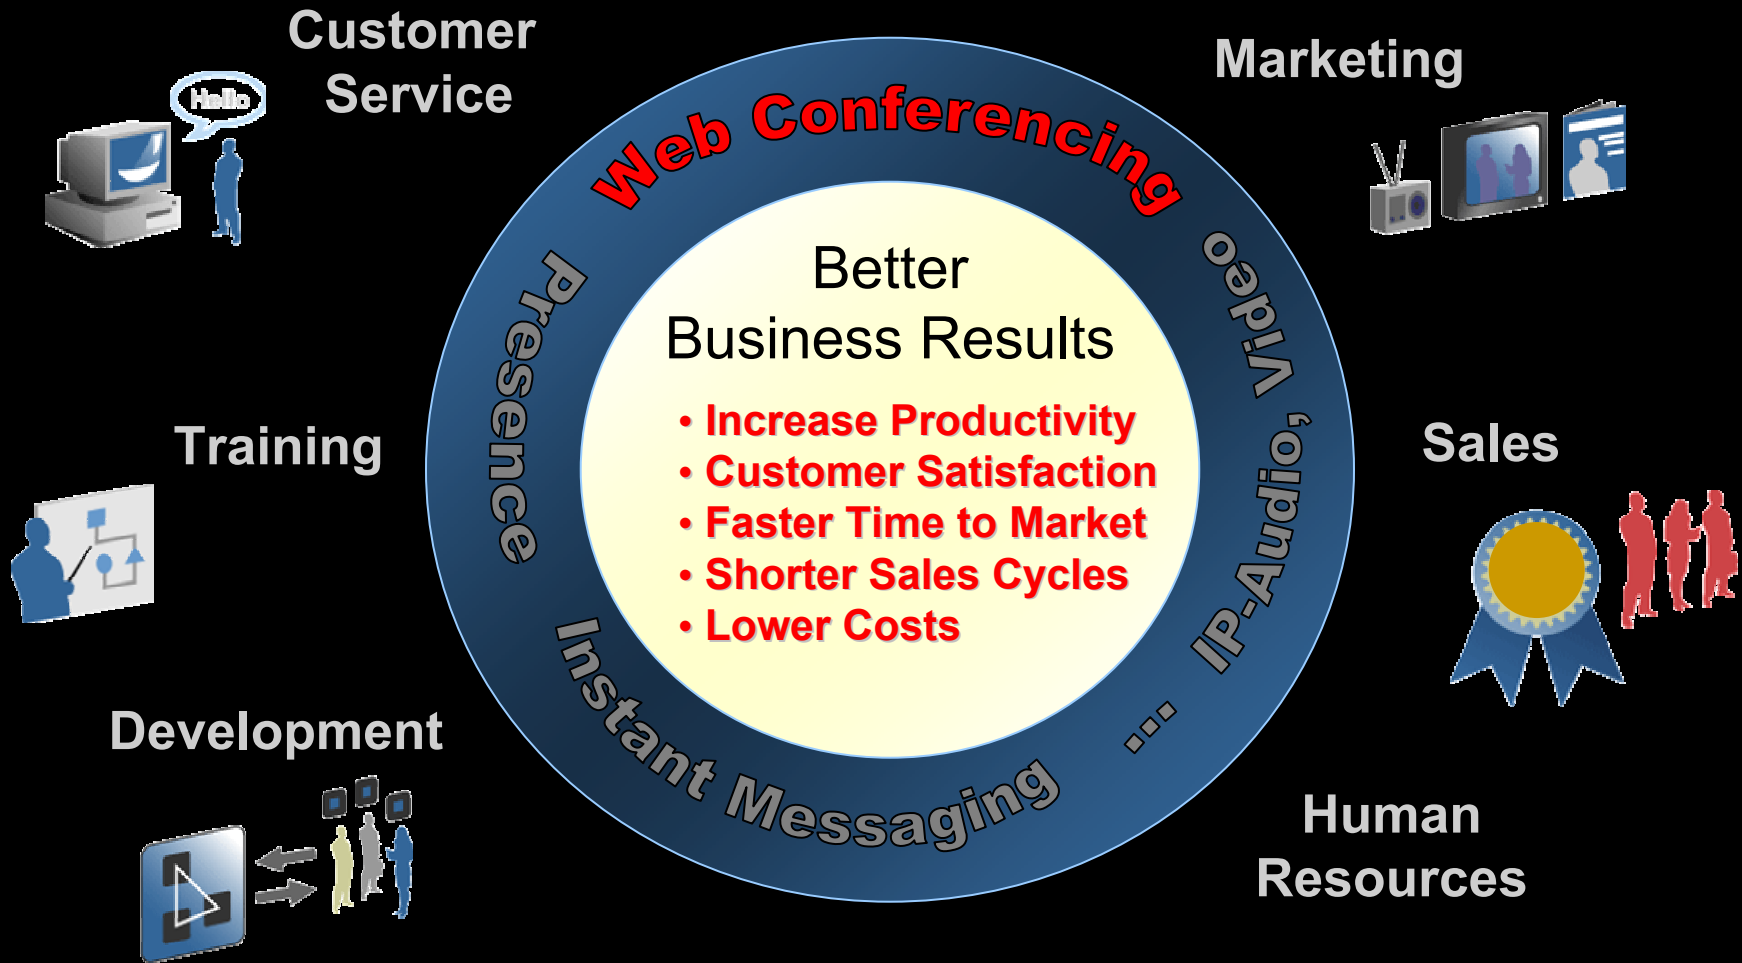 Customer
Service
Hello
Marketing
Web Conferencing
Presence
IP-Audio, Video
Instant Messaging
...
Better
Business Results
• Increase Productivity
• Customer Satisfaction
• Faster Time to Market
• Shorter Sales Cycles
• Lower Costs
Training
Sales
Development
Human
Resources